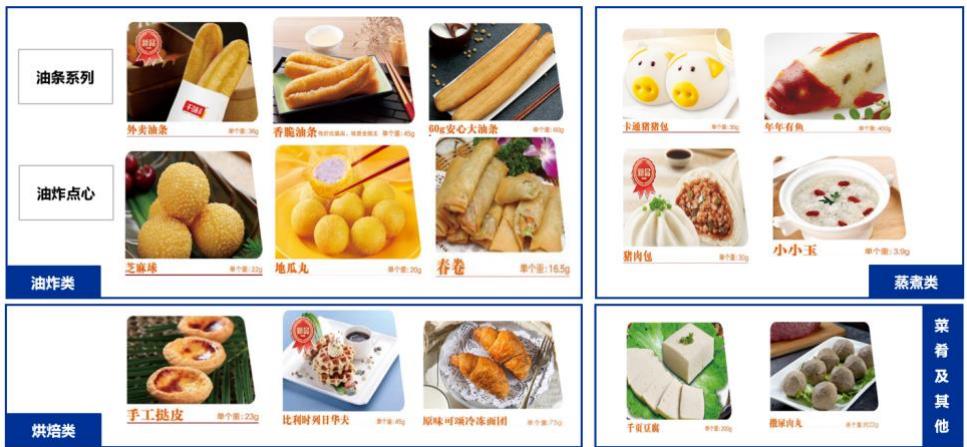 油条系列
新品
外卖油条 单个重:36g
香脆油条 单个重:45g
60g安心大油条 单个重:60g
油炸点心
芝麻球 单个重:22g
地瓜丸 单个重:20g
春卷 单个重:16.5g
油炸类
卡通猪猪包 单个重:30g
年年有鱼 单个重:400g
新品
猪肉包 单个重:30g
小小玉 单个重:3.9g
蒸煮类
手工挞皮 单个重:23g
新品
比利时列日华夫 单个重:45g
原味可颂冷冻面团 单个重:75g
烘焙类
千页豆腐 单个重:200g
撒尿肉丸 单个重:约22g
菜肴及其他